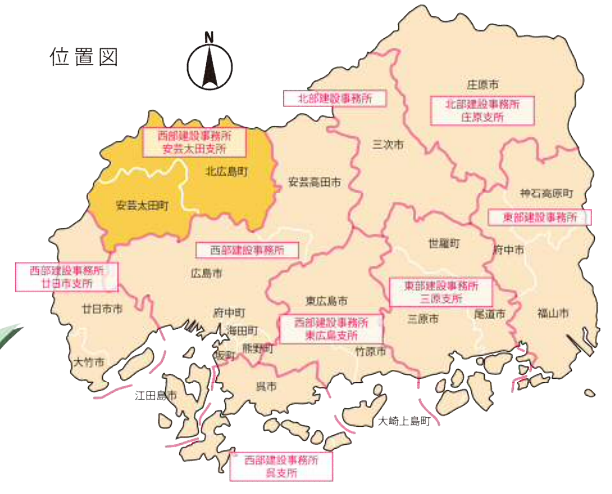 位置図
N
庄原市
北部建設事務所
北部建設事務所
庄原支所
西部建設事務所
安芸太田支所
三次市
北広島町
安芸高田市
神石高原町
安芸太田町
東部建設事務所
世羅町
府中市
西部建設事務所
広島市
西部建設事務所
廿日市支所
東部建設事務所
三原支所
廿日市市
東広島市
府中町
海田町
西部建設事務所
東広島支所
三原市
尾道市
福山市
熊野町
坂町
竹原市
大竹市
呉市
江田島市
大崎上島町
西部建設事務所
呉支所